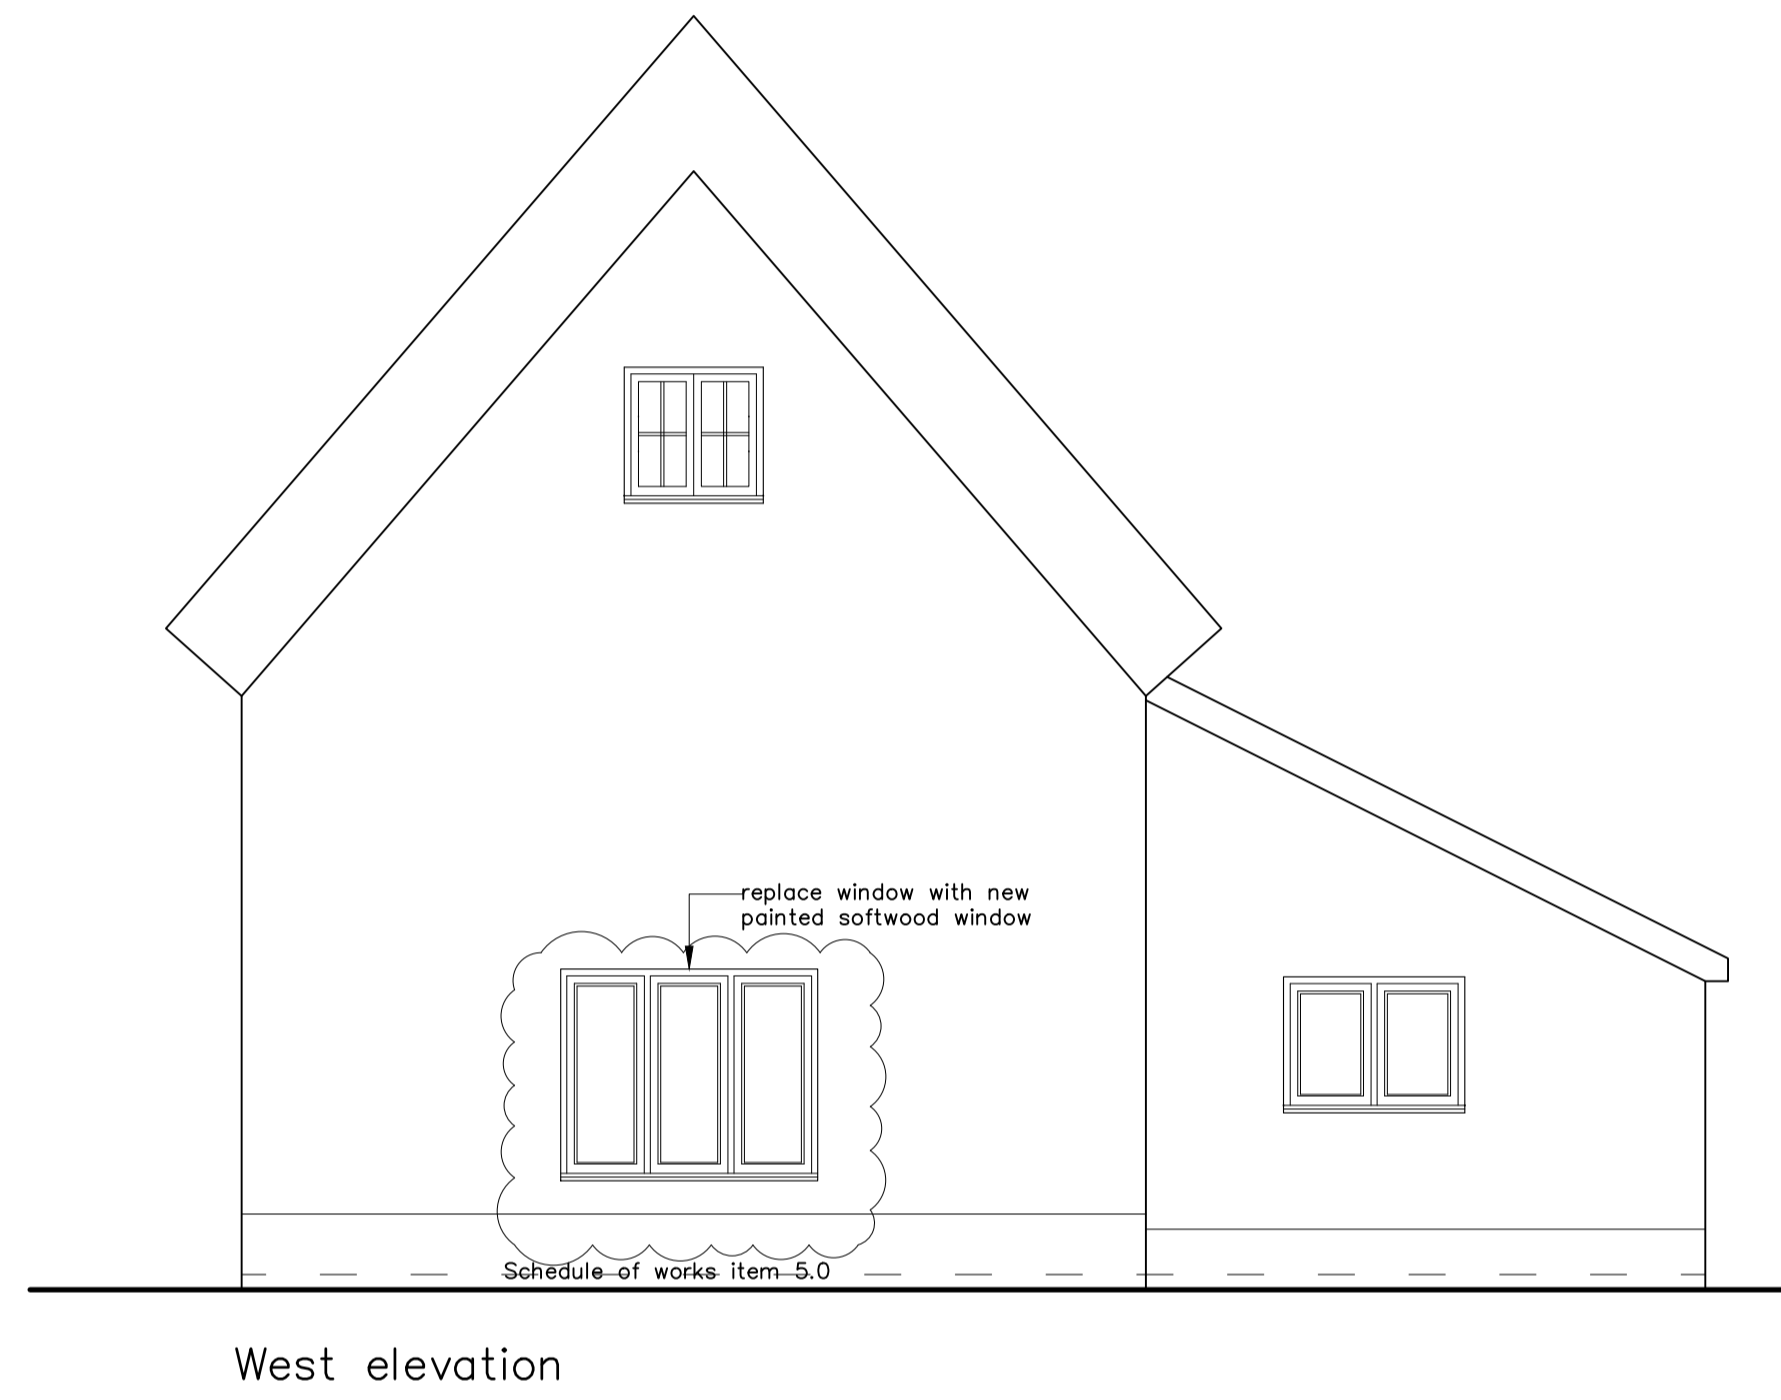 replace window with new
painted softwood window
Schedule of works item 5.0
West elevation